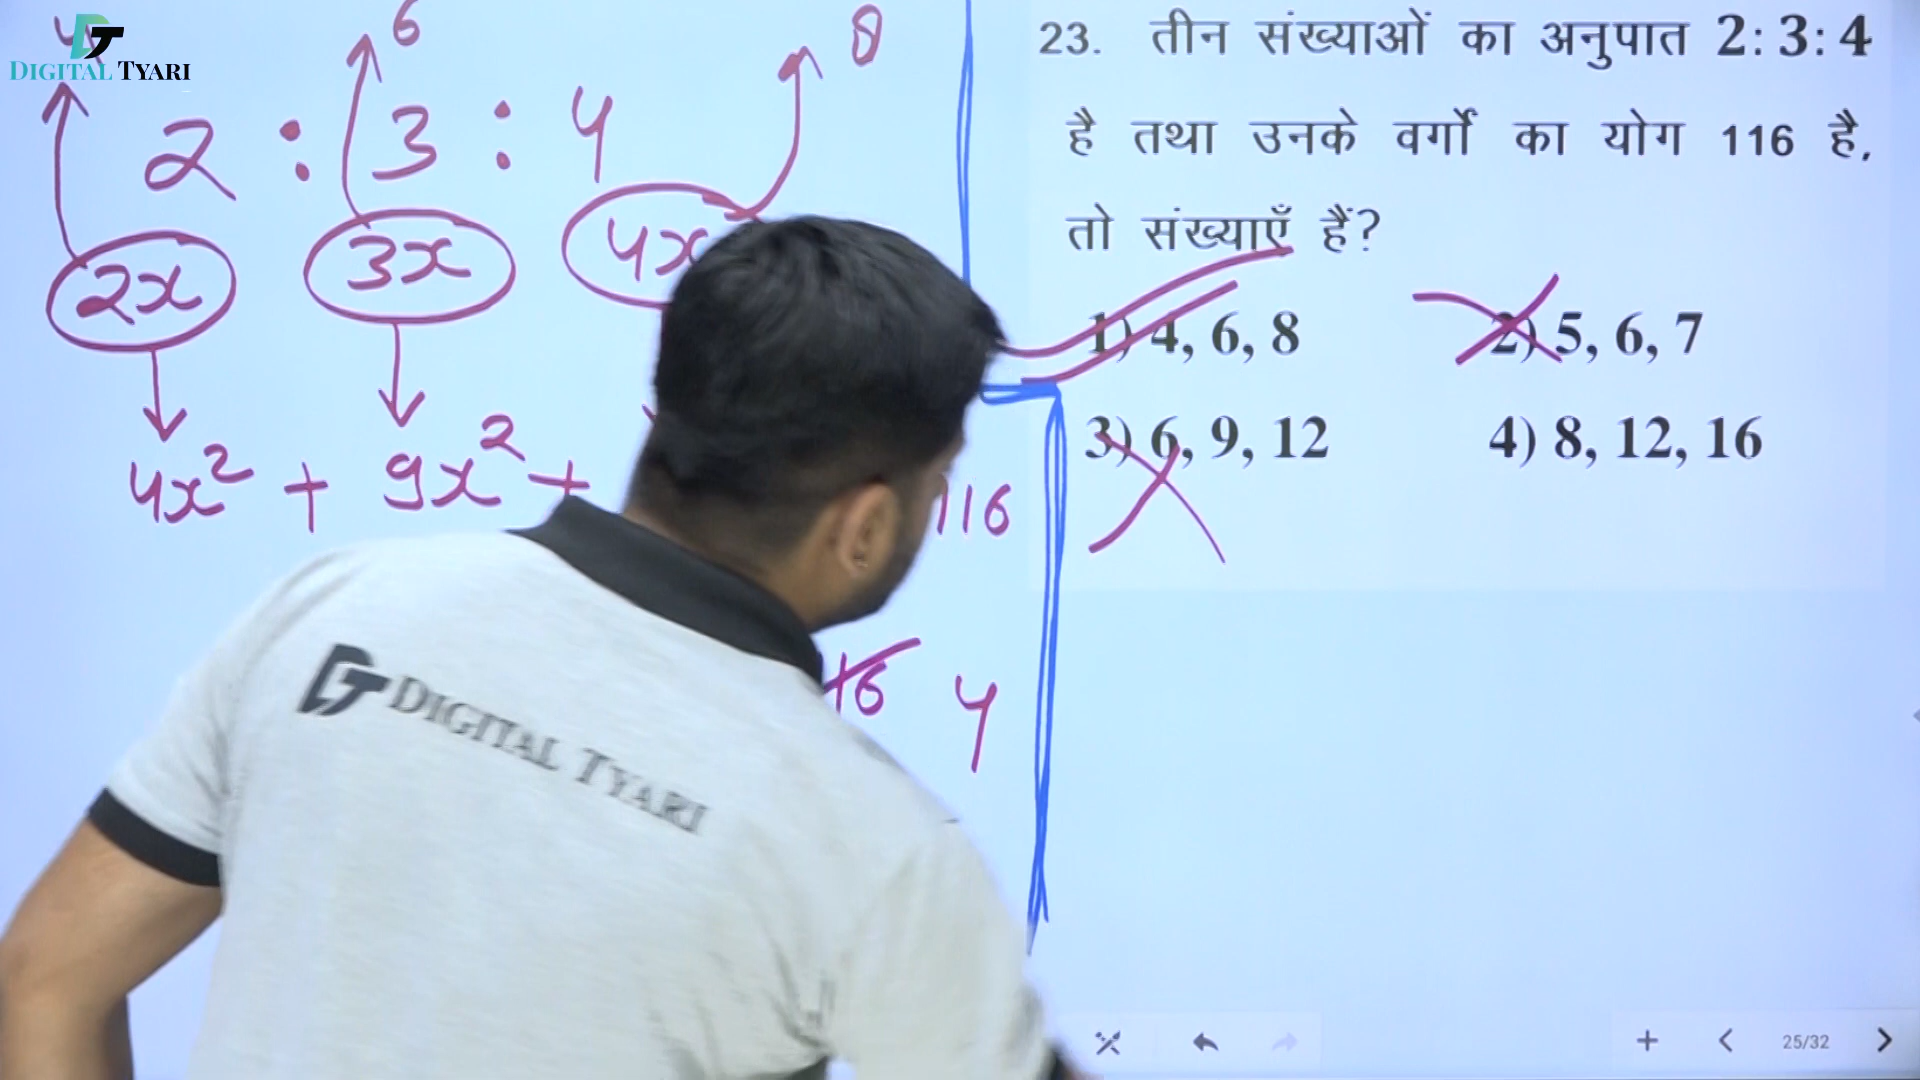 DIGITAL TYARI
4 6 8
2 : 3 : 4
2x 3x 4x
4x² + 9x² + 116
16 4
DIGITAL TYARI
23. तीन संख्याओं का अनुपात 2:3:4
है तथा उनके वर्गों का योग 116 है,
तो संख्याएँ हैं?
1) 4, 6, 8 2) 5, 6, 7
3) 6, 9, 12 4) 8, 12, 16
25/32